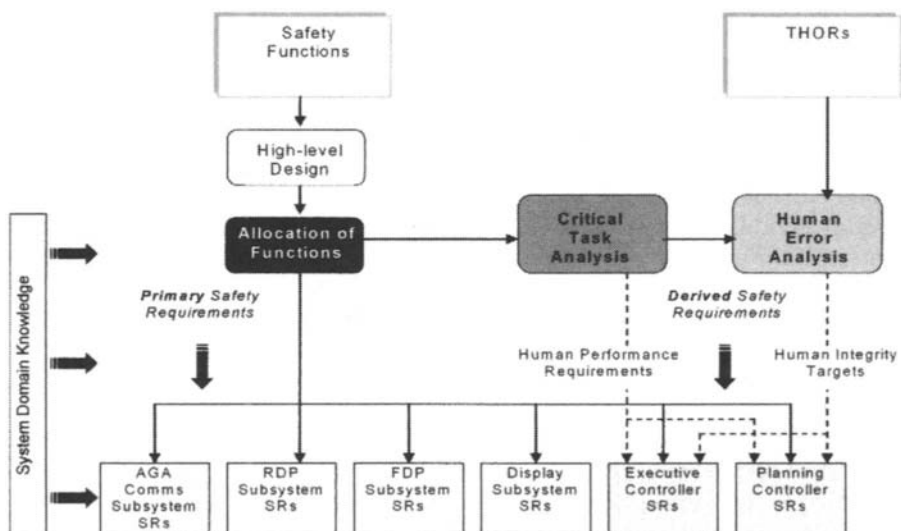 Safety
Functions
THORs
High-level
Design
Allocation of
Functions
Critical
Task
Analysis
Human
Error
Analysis
System Domain Knowledge
Primary Safety
Requirements
Derived Safety
Requirements
Human Performance
Requirements
Human Integrity
Targets
AGA
Comms
Subsystem
SRs
RDP
Subsystem
SRs
FDP
Subsystem
SRs
Display
Subsystem
SRs
Executive
Controller
SRs
Planning
Controller
SRs